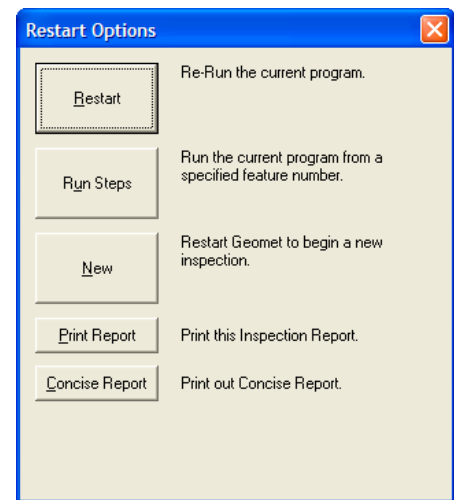 Restart Options
Restart
Re-Run the current program.
Run Steps
Run the current program from a
specified feature number.
New
Restart Geomet to begin a new
inspection.
Print Report
Print this Inspection Report.
Concise Report
Print out Concise Report.